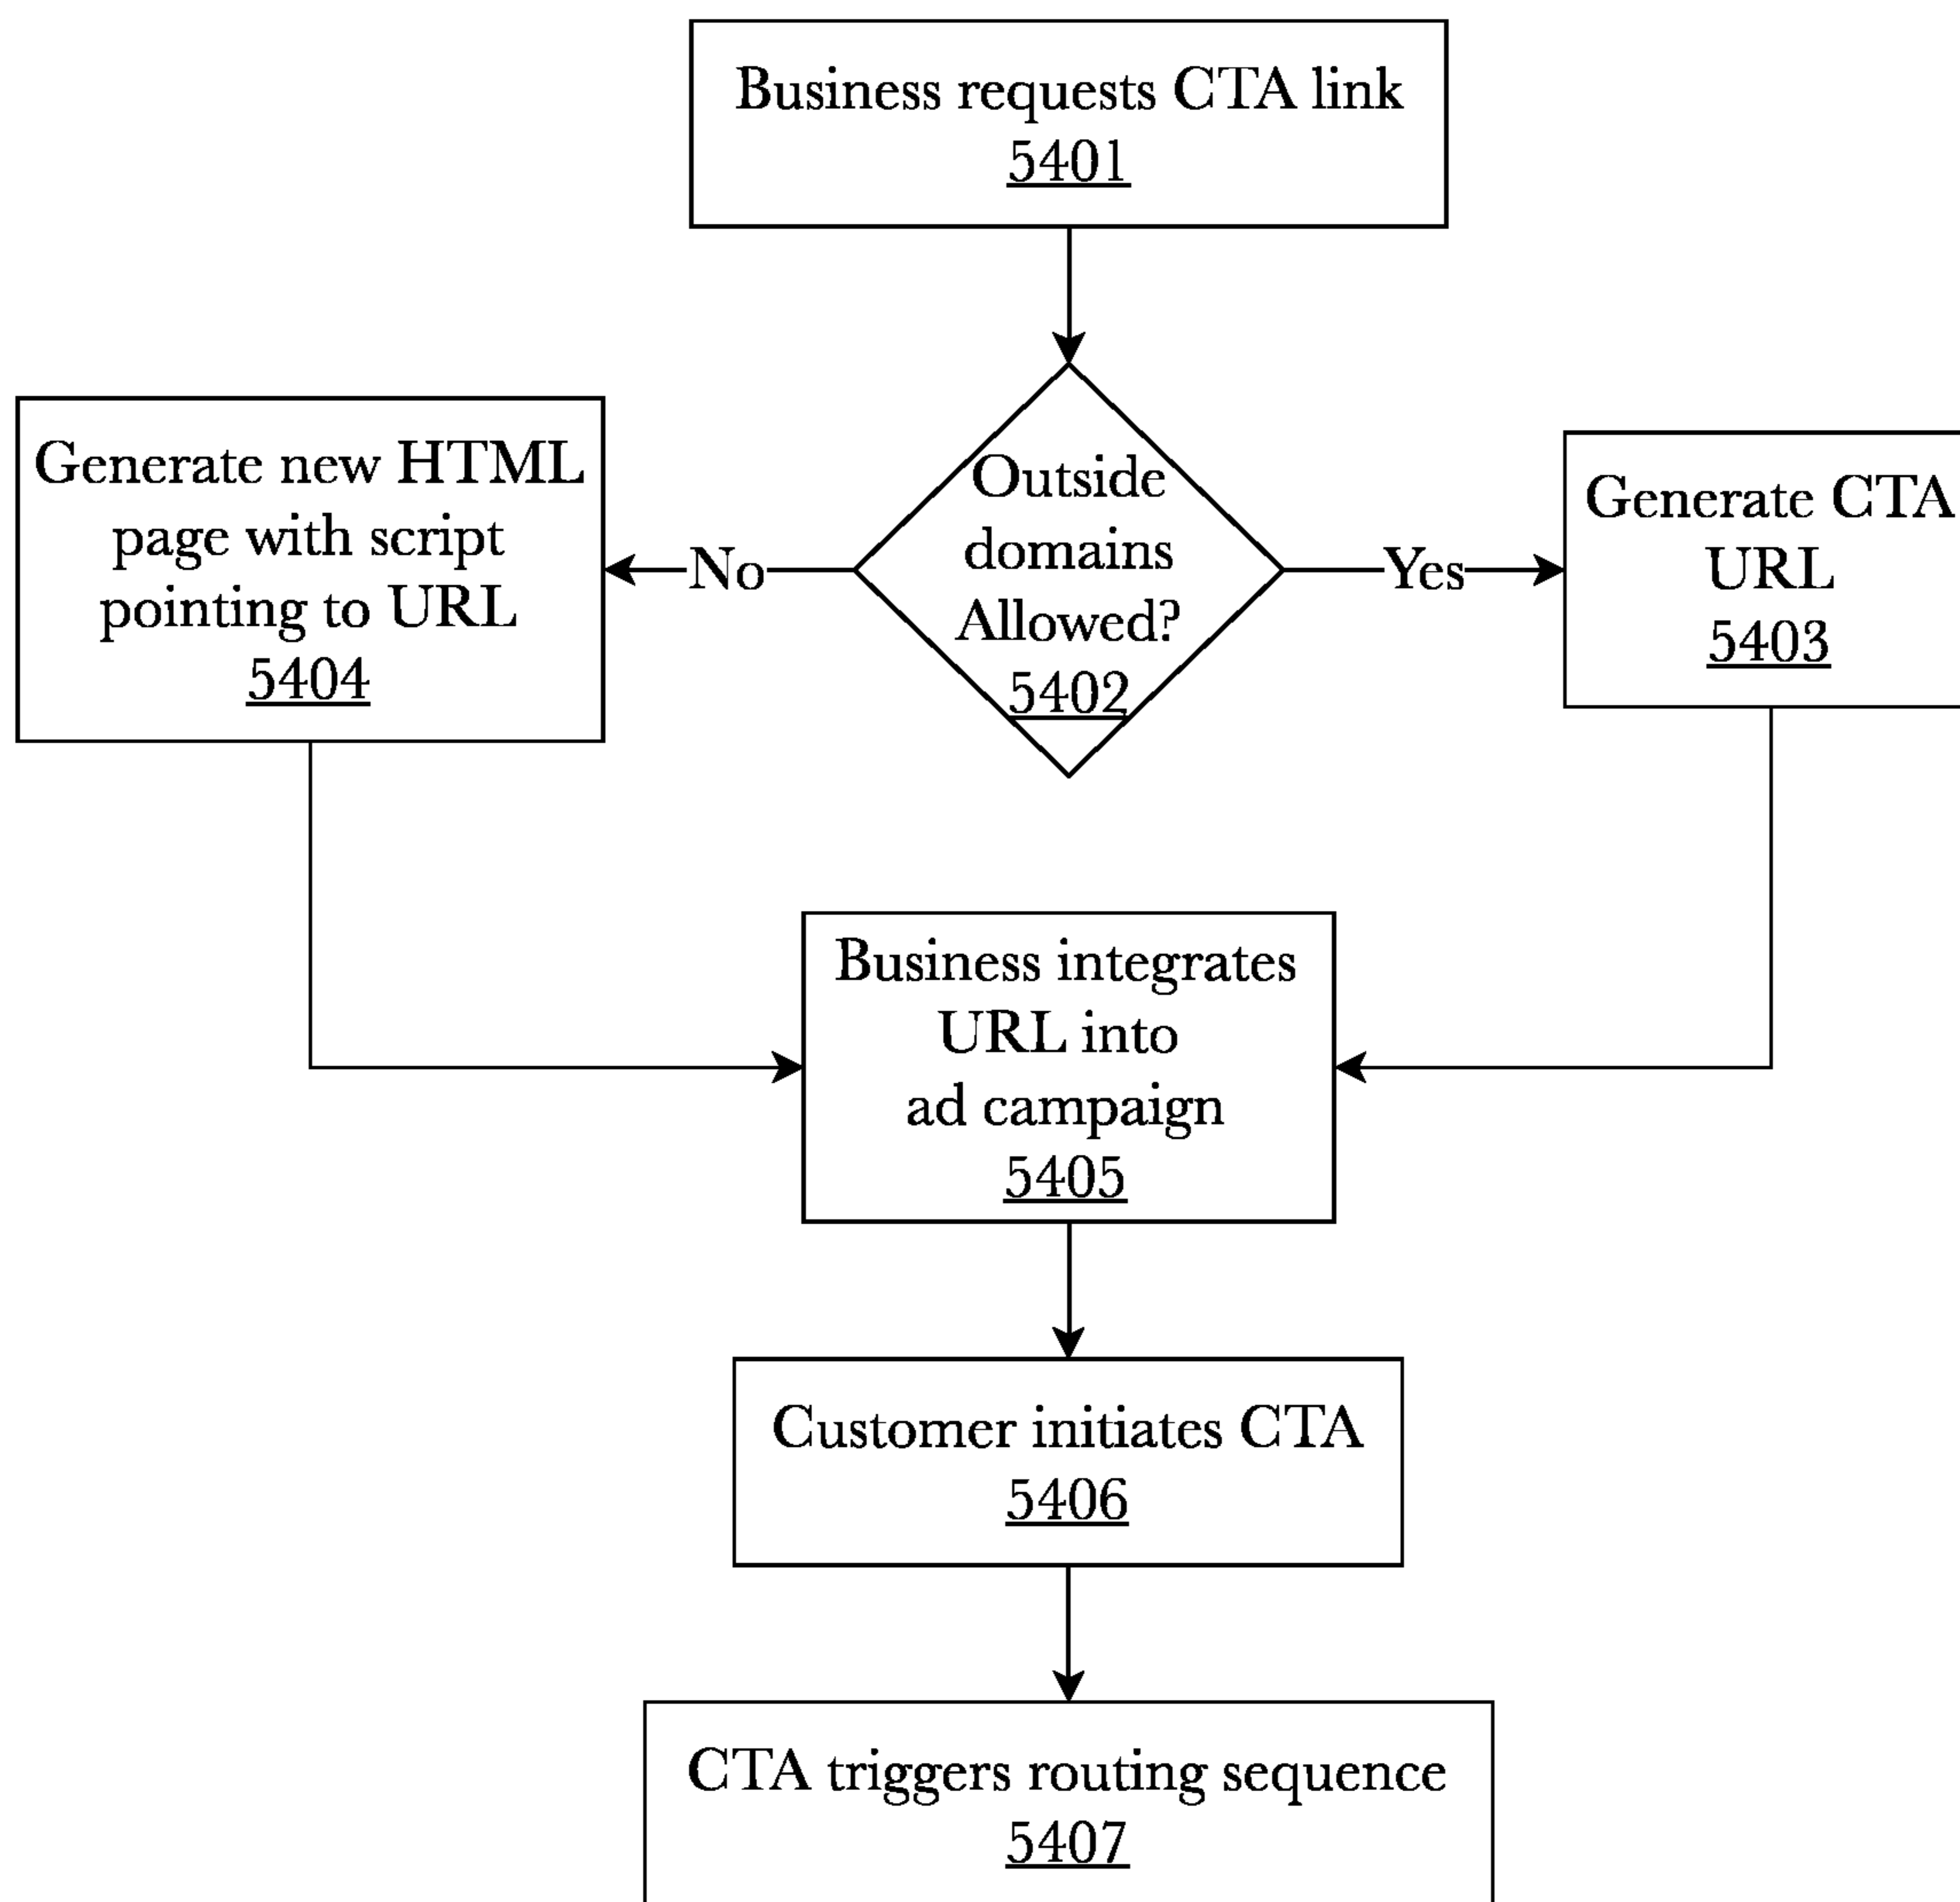 Business requests CTA link
5401
Generate new HTML
page with script
pointing to URL
5404
No
Outside
domains
Allowed?
5402
Yes
Generate CTA
URL
5403
Business integrates
URL into
ad campaign
5405
Customer initiates CTA
5406
CTA triggers routing sequence
5407